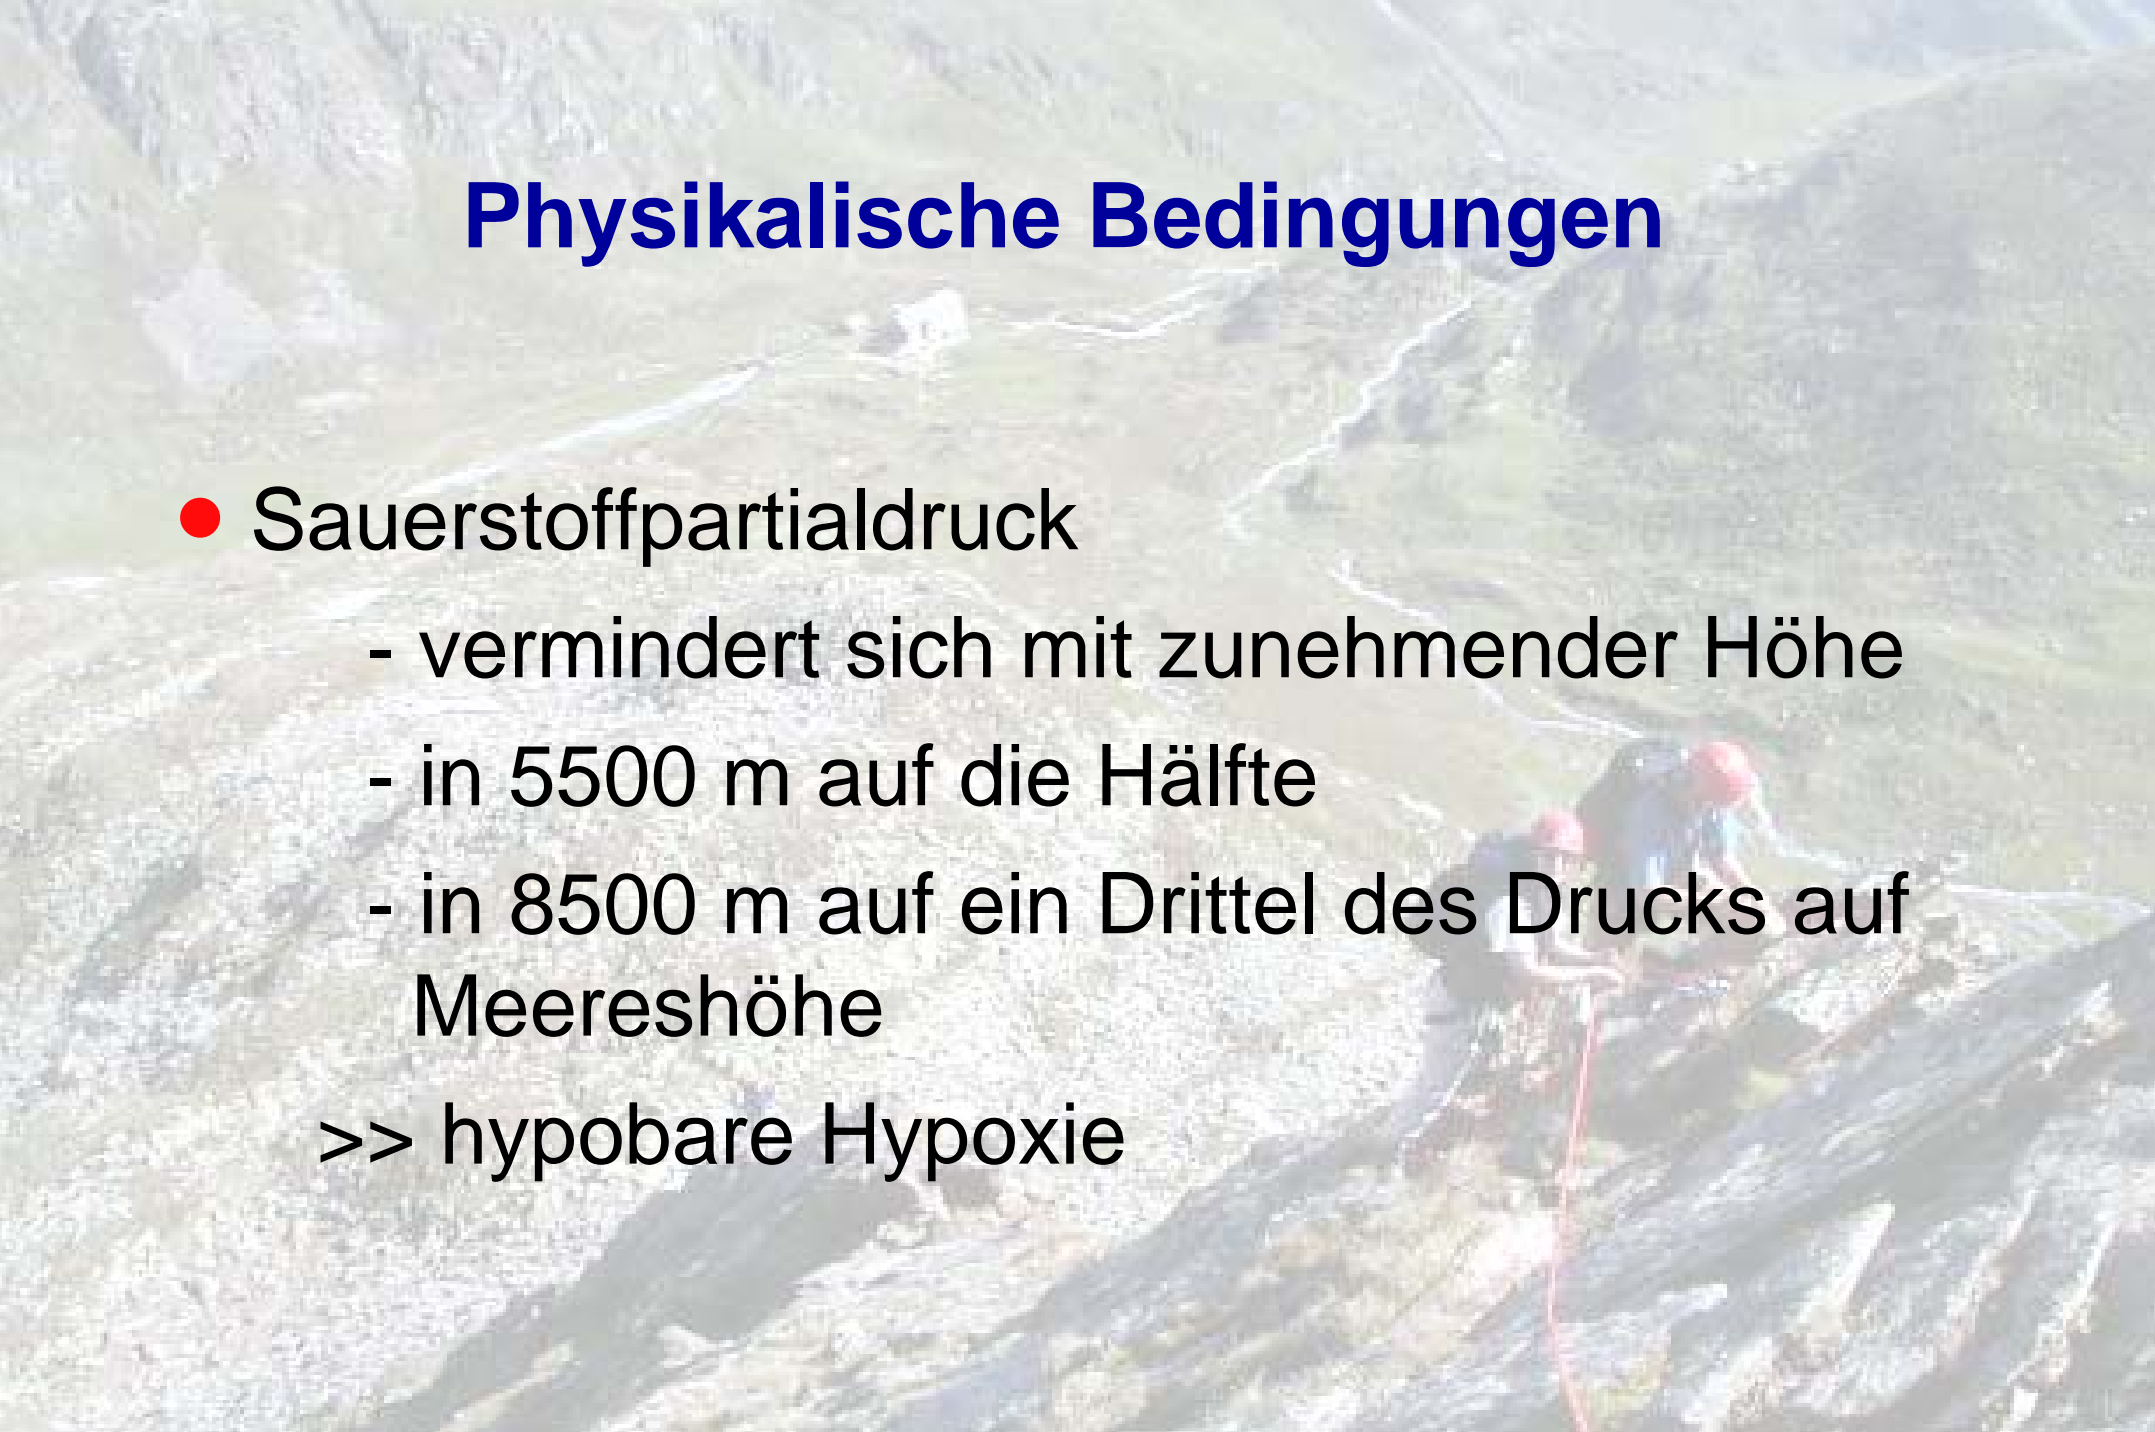 Physikalische Bedingungen
● Sauerstoffpartialdruck
- vermindert sich mit zunehmender Höhe
- in 5500 m auf die Hälfte
- in 8500 m auf ein Drittel des Drucks auf
Meereshöhe
>> hypobare Hypoxie